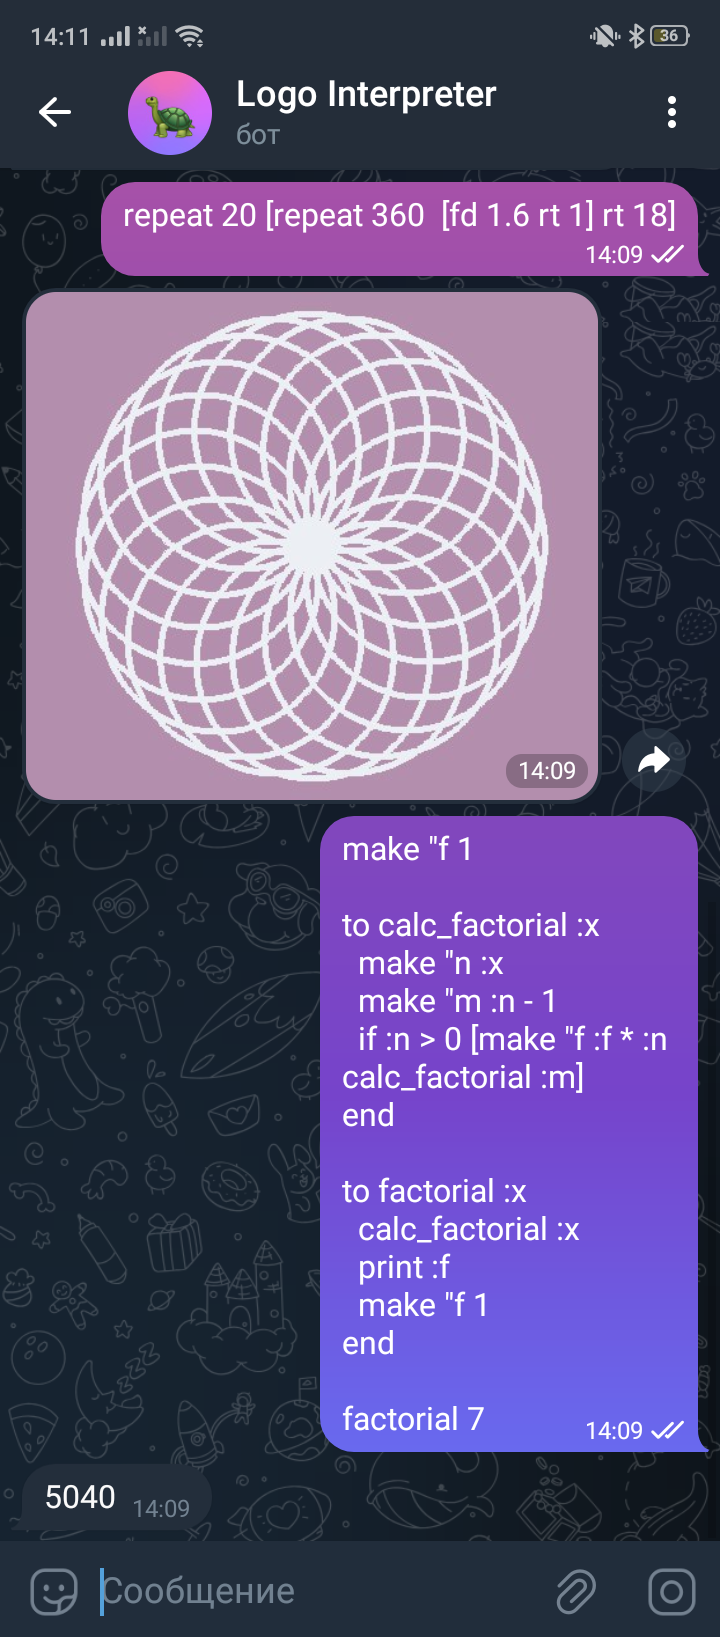 14:11
36
Logo Interpreter
бот
repeat 20 [repeat 360  [fd 1.6 rt 1] rt 18]
14:09
14:09
make "f 1
to calc_factorial :x
make "n :x
make "m :n - 1
if :n > 0 [make "f :f * :n
calc_factorial :m]
end
to factorial :x
calc_factorial :x
print :f
make "f 1
end
factorial 7
14:09
5040
14:09
Сообщение